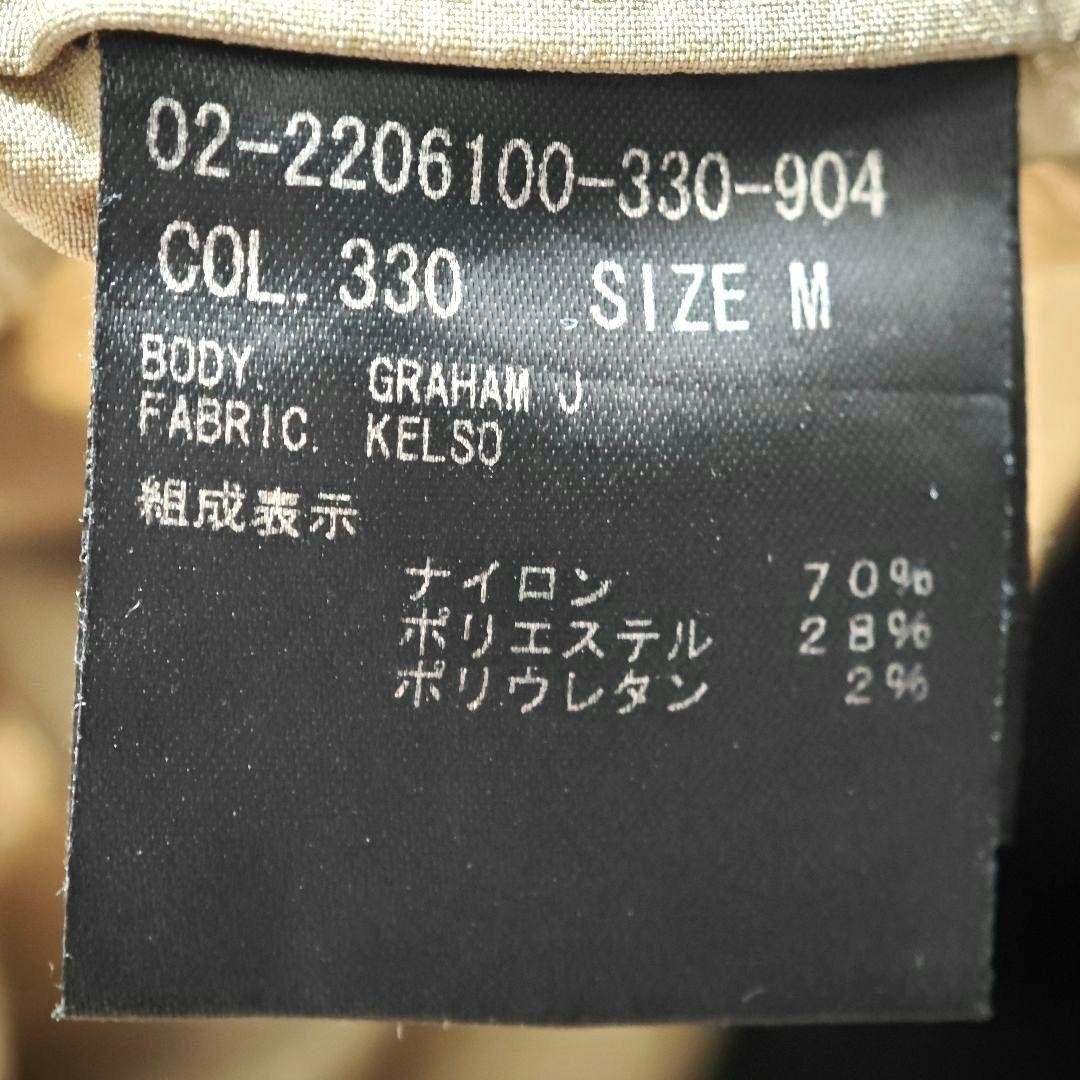 02-2206100-330-904
COL. 330 SIZE M
BODY. GRAHAM J
FABRIC. KELSO
組成表示
ナイロン 70%
ポリエステル 28%
ポリウレタン 2%